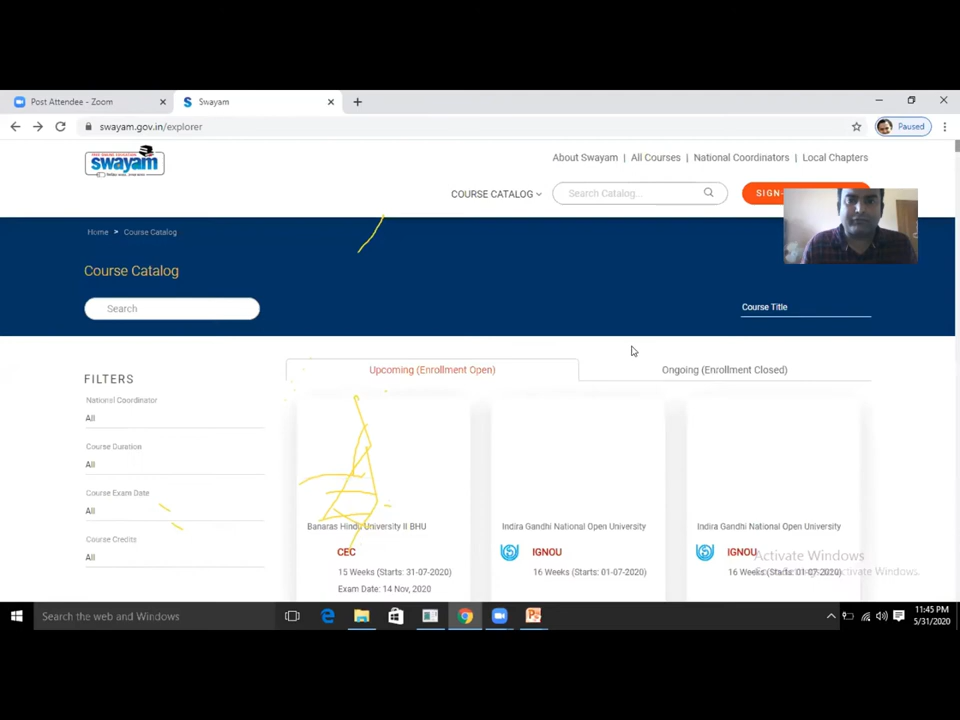 Post Attendee - Zoom
Swayam
swayam.gov.in/explorer
Paused
swayam
About Swayam | All Courses | National Coordinators | Local Chapters
COURSE CATALOG
Search Catalog...
SIGN-
Home > Course Catalog
Course Catalog
Search
Course Title
FILTERS
National Coordinator
All
Course Duration
All
Course Exam Date
All
Course Credits
All
Upcoming (Enrollment Open)
Ongoing (Enrollment Closed)
Banaras Hindu University II BHU
CEC
15 Weeks (Starts: 31-07-2020)
Exam Date: 14 Nov, 2020
Indira Gandhi National Open University
IGNOU
16 Weeks (Starts: 01-07-2020)
Indira Gandhi National Open University
IGNOU
16 Weeks (Starts: 01-07-2020)
Activate Windows
Search the web and Windows
11:45 PM
5/31/2020